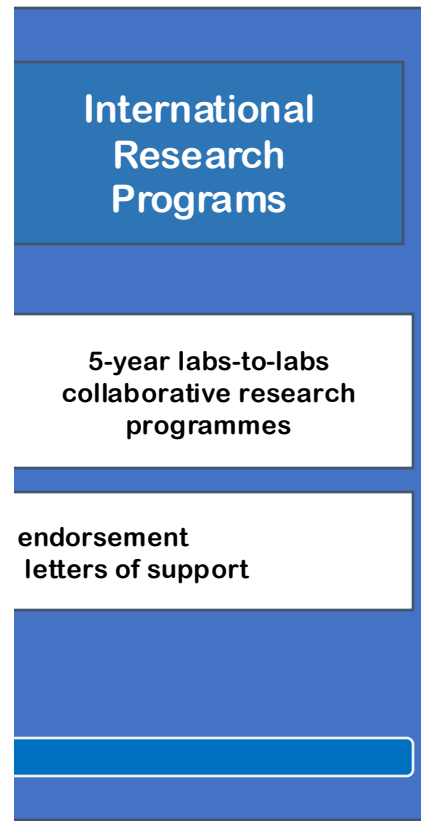 International
Research
Programs
5-year labs-to-labs
collaborative research
programmes
endorsement
letters of support